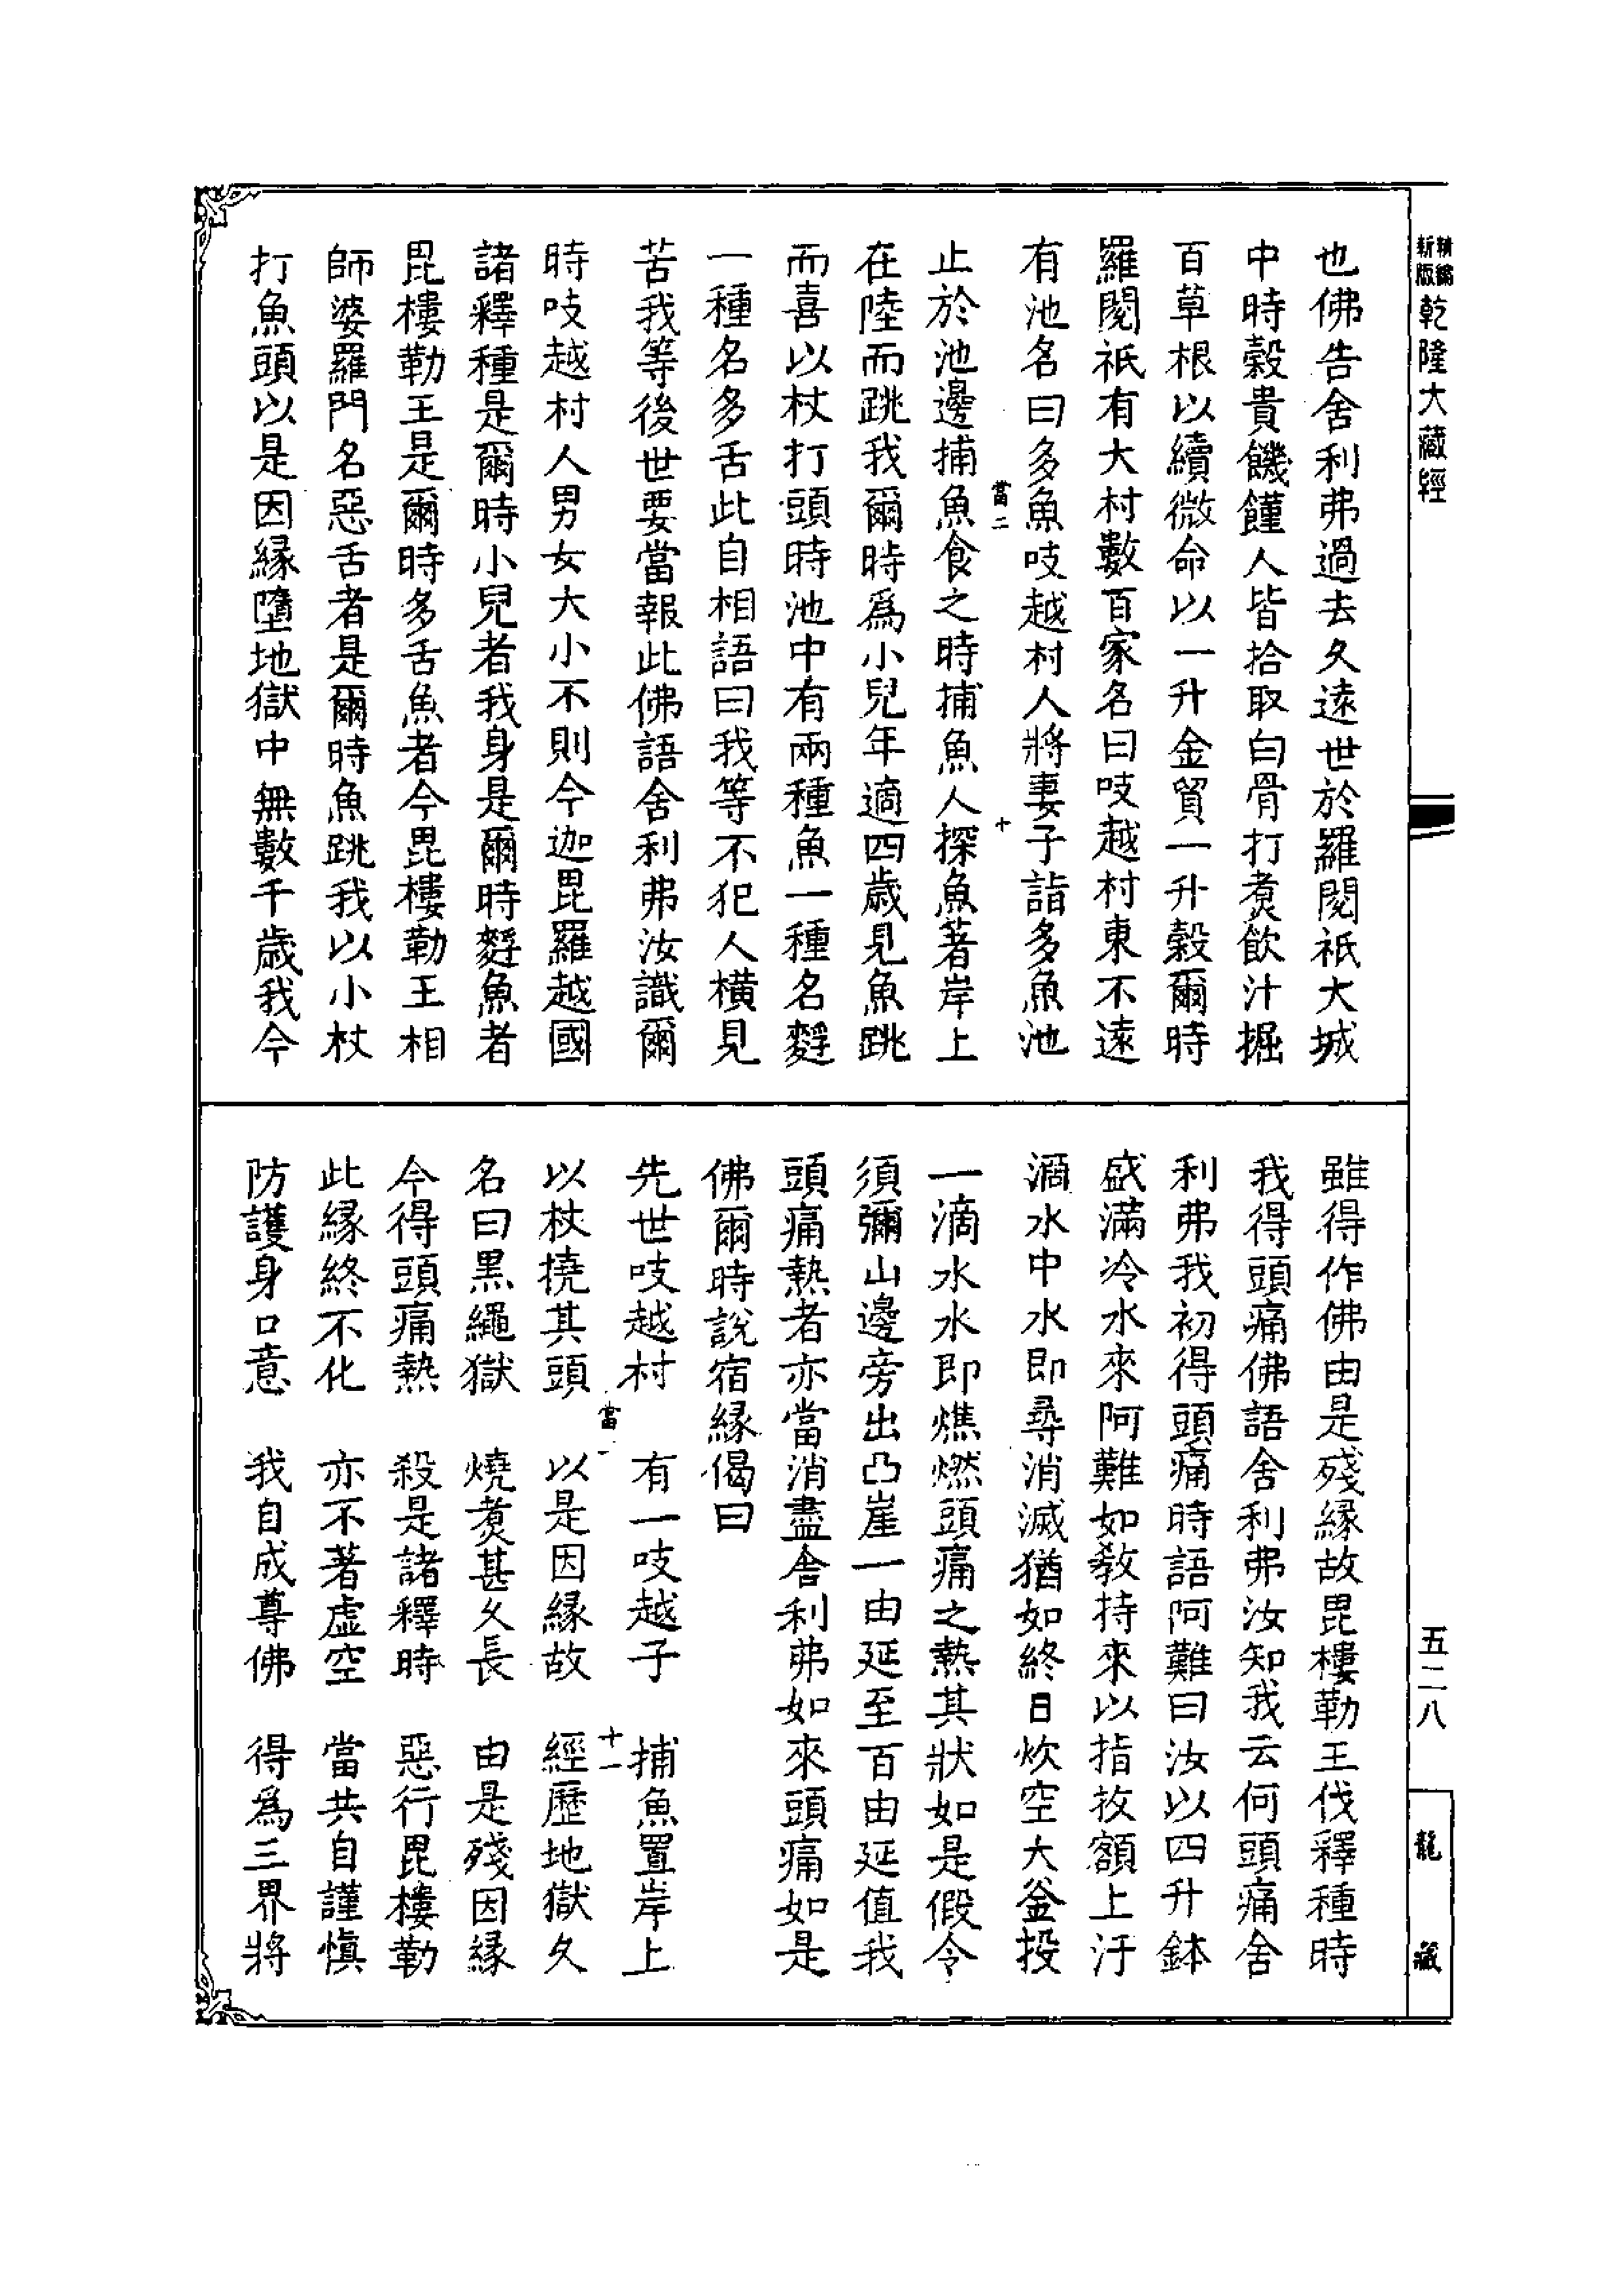 新版
精編
乾隆大藏經
五二八
龍藏
也佛告舍利弗過去久遠世於羅閱祇大城
中時穀貴饑饉人皆拾取白骨打煑飲汁掘
百草根以續微命以一升金貿一升穀爾時
羅閱祇有大村數百家名曰吱越村東不遠
有池名曰多魚吱越村人將妻子詣多魚池
當二
十
止於池邊捕魚食之時捕魚人探魚著岸上
在陸而跳我爾時爲小兒年適四歲見魚跳
而喜以杖打頭時池中有兩種魚一種名䴸
一種名多舌此自相語曰我等不犯人橫見
苦我等後世要當報此佛語舍利弗汝識爾
時吱越村人男女大小不則今迦毘羅越國
諸釋種是爾時小兒者我身是爾時䴸魚者
毘樓勒王是爾時多舌魚者今毘樓勒王相
師婆羅門名惡舌者是爾時魚跳我以小杖
打魚頭以是因緣墮地獄中無數千歲我今
雖得作佛由是殘緣故毘樓勒王伐釋種時
我得頭痛佛語舍利弗汝知我云何頭痛舍
利弗我初得頭痛時語阿難曰汝以四升鉢
盛滿冷水來阿難如教持來以指抆額上汗
滴水中水即尋消滅猶如終日炊空大釜投
一滴水水即燋燃頭痛之熱其狀如是假令
須彌山邊旁出凸崖一由延至百由延值我
頭痛熱者亦當消盡舍利弗如來頭痛如是
佛爾時說宿緣偈曰
先世吱越村　有一吱越子　捕魚置岸上
當
十一
以杖撓其頭　以是因緣故　經歷地獄久
名曰黑繩獄　燒煑甚久長　由是殘因緣
今得頭痛熱　殺是諸釋時　惡行毘樓勒
此緣終不化　亦不著虛空　當共自謹愼
防護身口意　我自成尊佛　得爲三界將